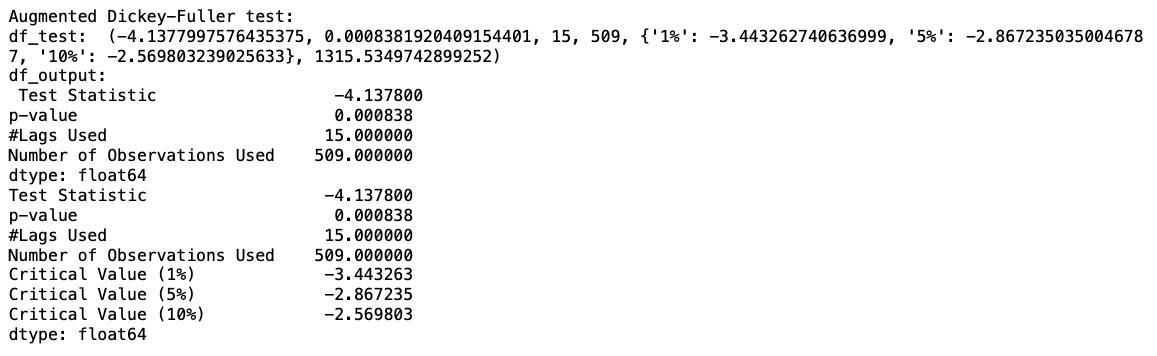 Augmented Dickey-Fuller test:
df_test:  (-4.1377997576435375, 0.0008381920409154401, 15, 509, {'1%': -3.443262740636999, '5%': -2.867235035004678
7, '10%': -2.569803239025633}, 1315.5349742899252)
df_output:
 Test Statistic                  -4.137800
p-value                         0.000838
#Lags Used                     15.000000
Number of Observations Used    509.000000
dtype: float64
Test Statistic                  -4.137800
p-value                          0.000838
#Lags Used                      15.000000
Number of Observations Used    509.000000
Critical Value (1%)             -3.443263
Critical Value (5%)             -2.867235
Critical Value (10%)            -2.569803
dtype: float64